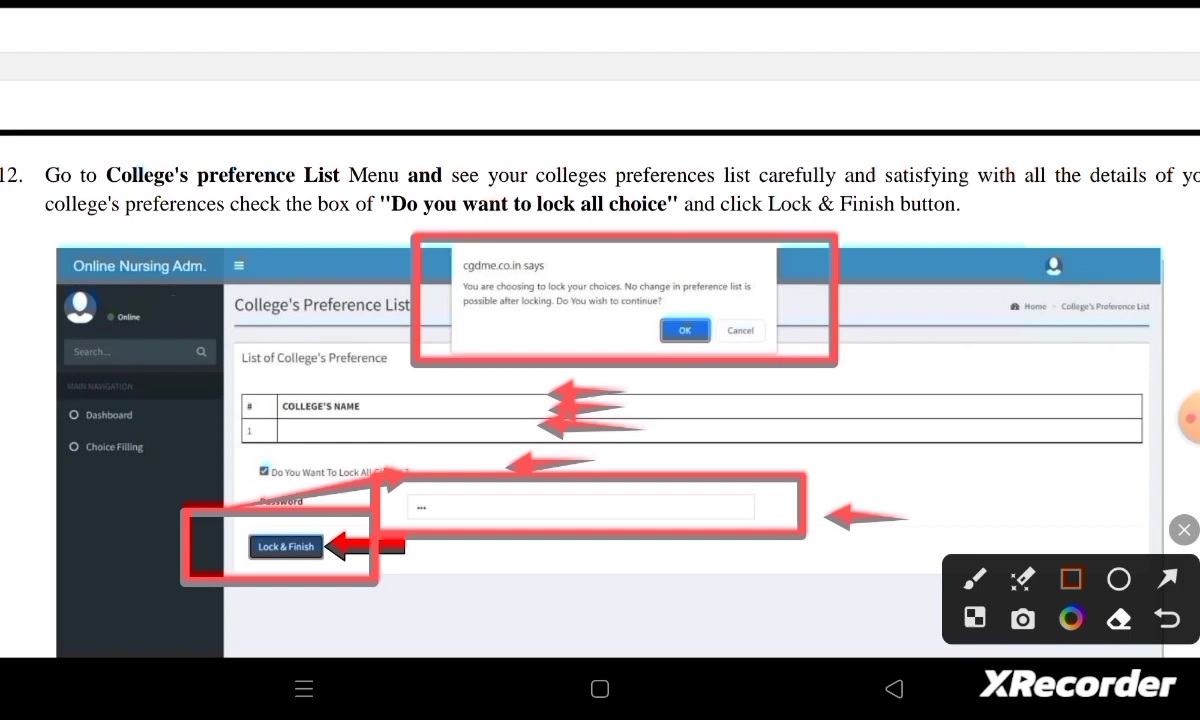 12. Go to College's preference List Menu and see your colleges preferences list carefully and satisfying with all the details of yo
college's preferences check the box of "Do you want to lock all choice" and click Lock & Finish button.
Online Nursing Adm.
cgdme.co.in says
You are choosing to lock your choices. No change in preference list is
possible after locking. Do You wish to continue?
OK Cancel
Online
College's Preference List
Home > College's Preference List
Search...
List of College's Preference
MAIN NAVIGATION
# COLLEGE'S NAME
Dashboard
1
Choice Filling
Do You Want To Lock All
Password
Lock & Finish
XRecorder